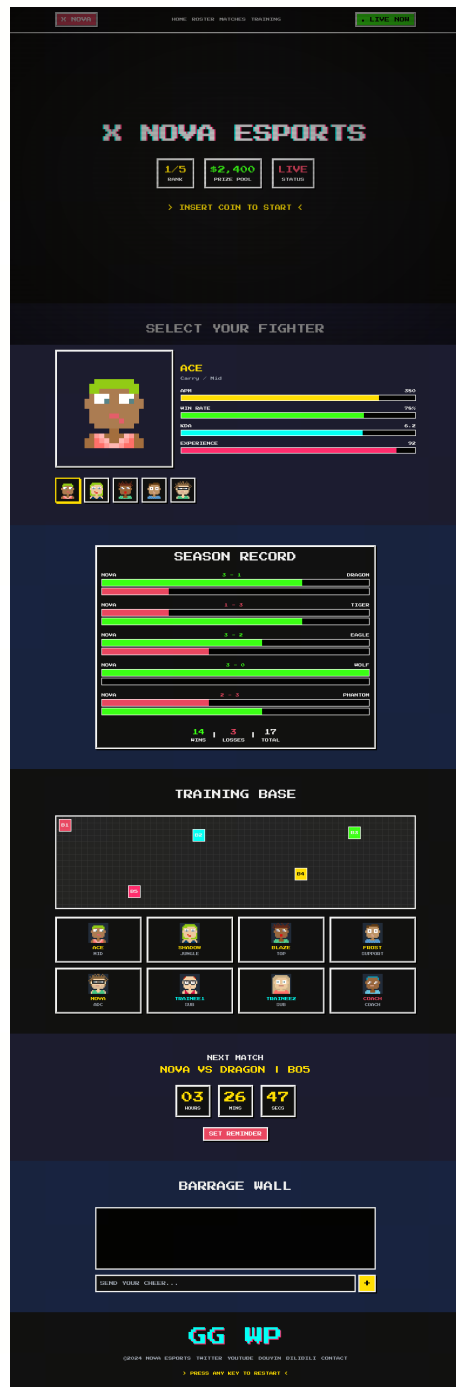 X NOVA
HOME ROSTER MATCHES TRAINING
LIVE NOW
X NOVA ESPORTS
1/5
RANK
$2,400
PRIZE POOL
LIVE
STATUS
> INSERT COIN TO START <
SELECT YOUR FIGHTER
ACE
Carry / Mid
APM 350
WIN RATE 76%
KDA 6.2
EXPERIENCE 92
SEASON RECORD
NOVA 3 - 1 DRAGON
NOVA 1 - 3 TIGER
NOVA 3 - 2 EAGLE
NOVA 3 - 0 WOLF
NOVA 2 - 3 PHANTOM
14 | 3 | 17
WINS LOSSES TOTAL
TRAINING BASE
01
04
05
ACE
MID
SHADOW
JUNGLE
BLAZE
TOP
FROST
SUPPORT
NOVA
ADC
TRAINEE1
SUB
TRAINEE2
SUB
COACH
COACH
NEXT MATCH
NOVA VS DRAGON | BO5
03
HOURS
26
MINS
47
SECS
SET REMINDER
BARRAGE WALL
SEND YOUR CHEER...
+
GG WP
©2024 NOVA ESPORTS TWITTER YOUTUBE DOUYIN BILIBILI CONTACT
> PRESS ANY KEY TO RESTART <